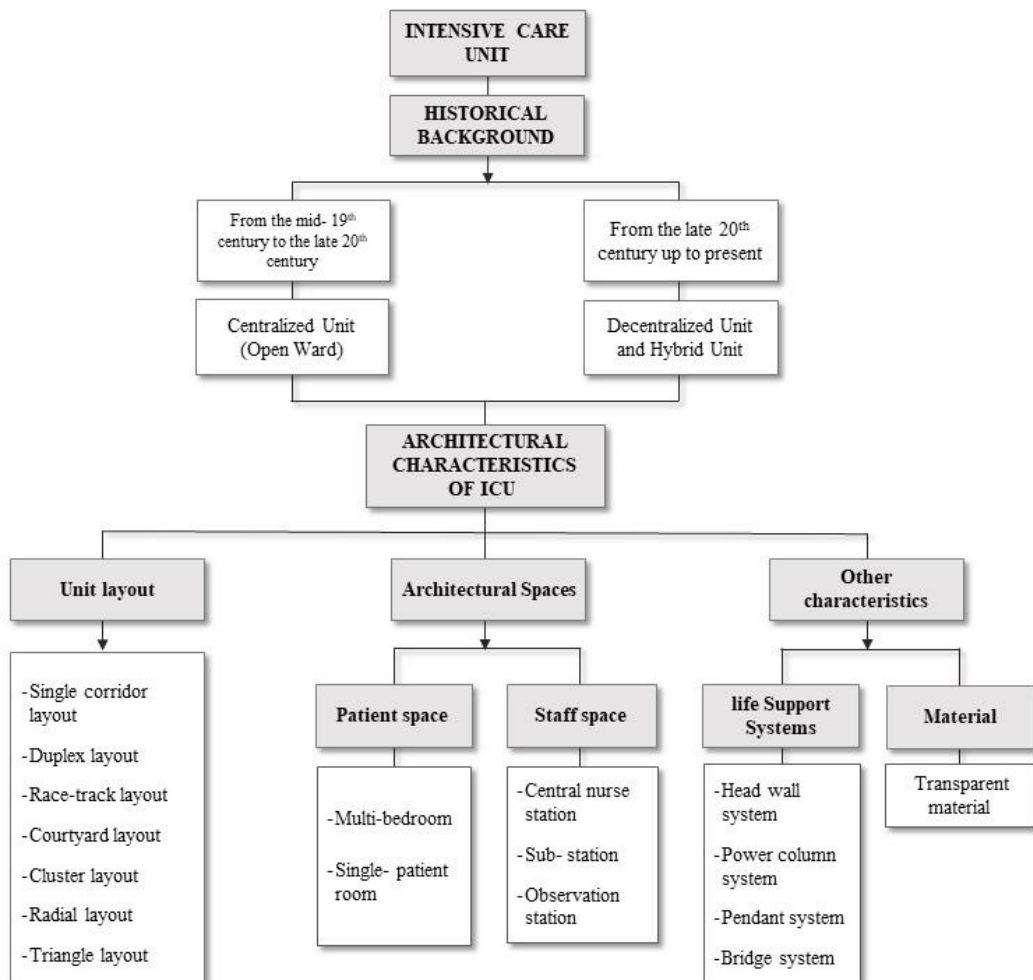 INTENSIVE CARE
UNIT
HISTORICAL
BACKGROUND
From the mid- 19th
century to the late 20th
century
From the late 20th
century up to present
Centralized Unit
(Open Ward)
Decentralized Unit
and Hybrid Unit
ARCHITECTURAL
CHARACTERISTICS
OF ICU
Unit layout
Architectural Spaces
Other
characteristics
-Single corridor
layout
-Duplex layout
-Race-track layout
-Courtyard layout
-Cluster layout
-Radial layout
-Triangle layout
Patient space
Staff space
life Support
Systems
Material
-Multi-bedroom
-Single- patient
room
-Central nurse
station
-Sub- station
-Observation
station
-Head wall
system
-Power column
system
-Pendant system
-Bridge system
Transparent
material